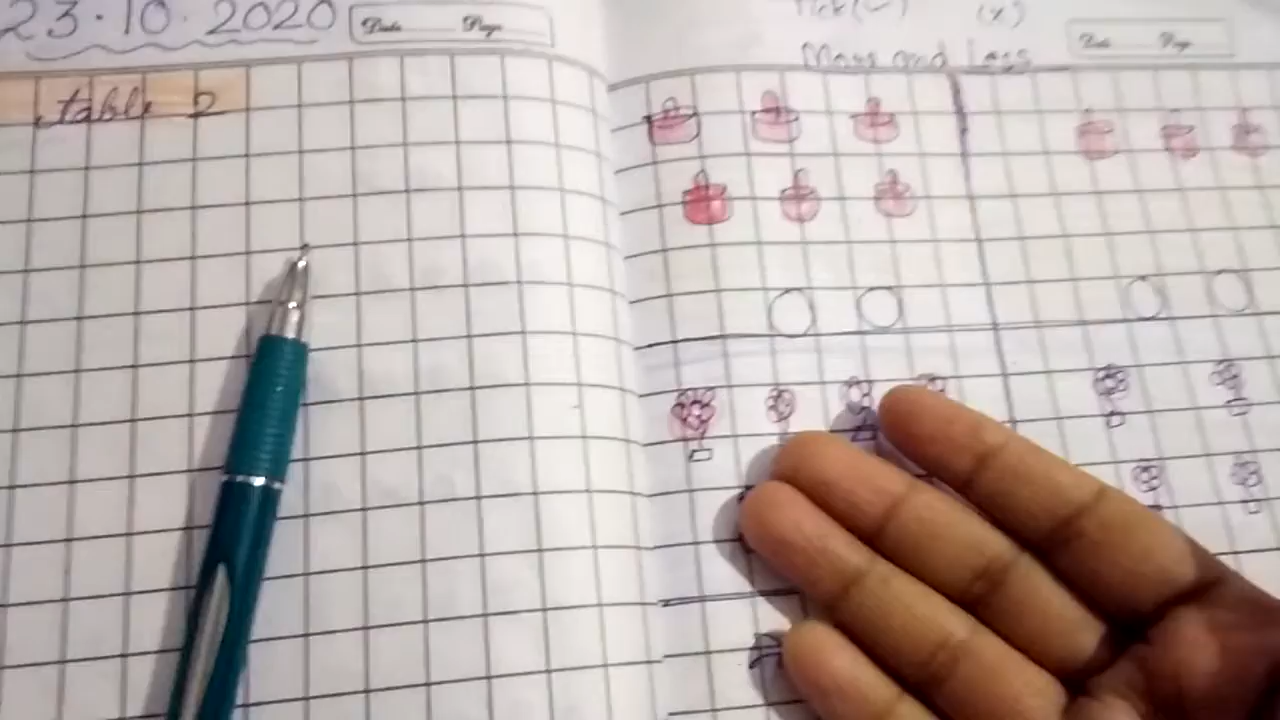 23.10.2020
Date Page
table 2
Tick(✓) (x)
More and Less
Date Page